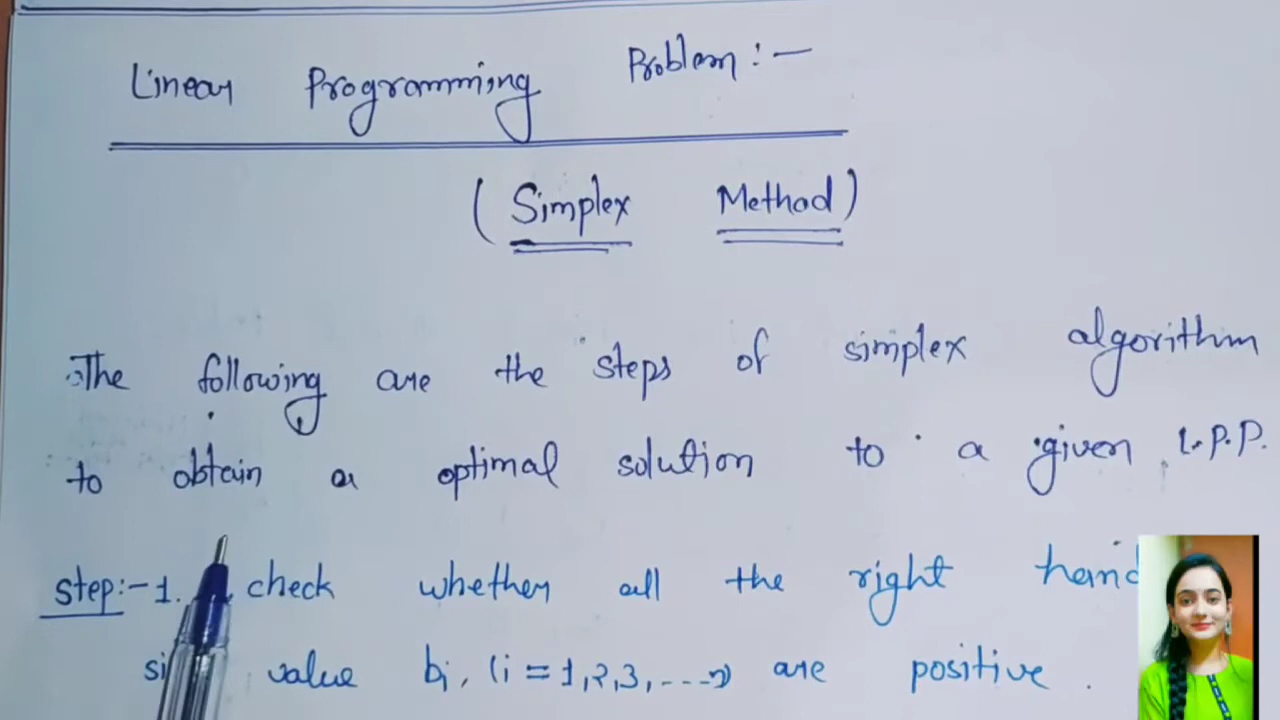 Linear Programming Problem:-
(Simplex Method)
The following are the steps of simplex algorithm
to obtain a optimal solution to a given L.P.P.
step:-1. check whether all the right hand
value bi, (i=1,2,3,----n) are positive.